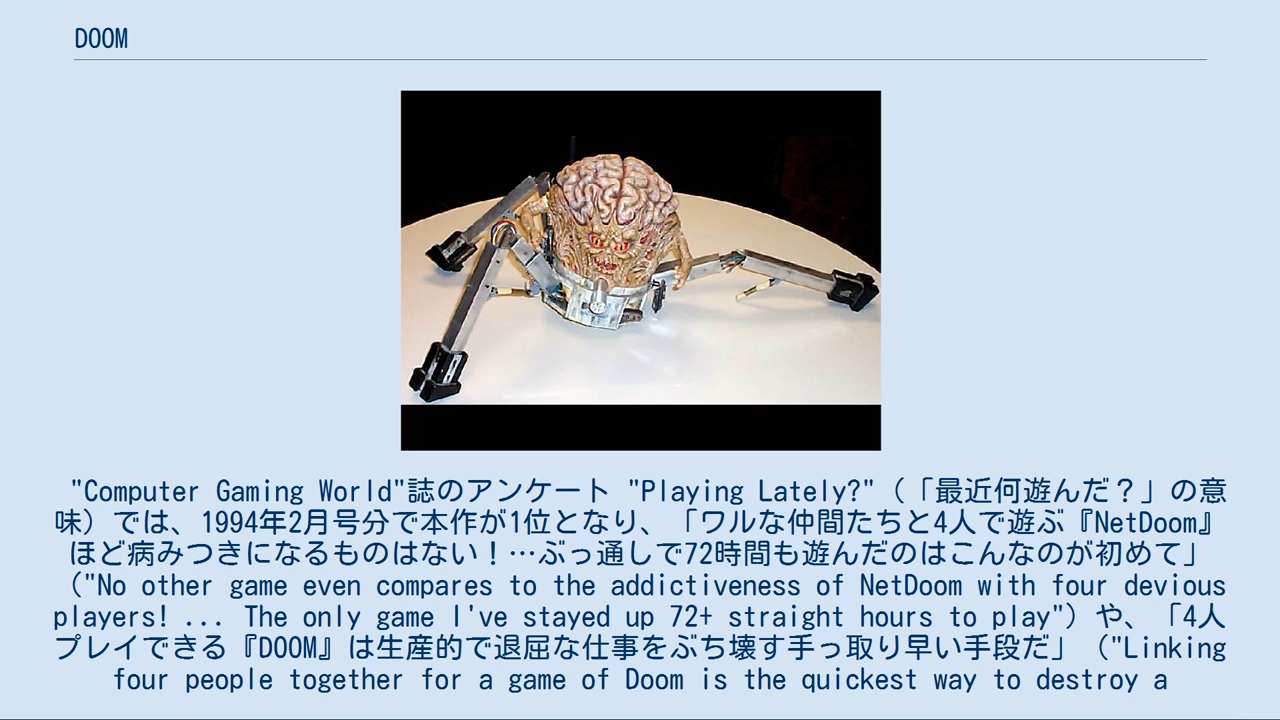 DOOM
"Computer Gaming World"誌のアンケート "Playing Lately?"（「最近何遊んだ？」の意
味）では、1994年2月号分で本作が1位となり、「ワルな仲間たちと4人で遊ぶ『NetDoom』
ほど病みつきになるものはない！…ぶっ通しで72時間も遊んだのはこんなのが初めて」
（"No other game even compares to the addictiveness of NetDoom with four devious
players! ... The only game I've stayed up 72+ straight hours to play"）や、「4人
プレイできる『DOOM』は生産的で退屈な仕事をぶち壊す手っ取り早い手段だ」（"Linking
four people together for a game of Doom is the quickest way to destroy a